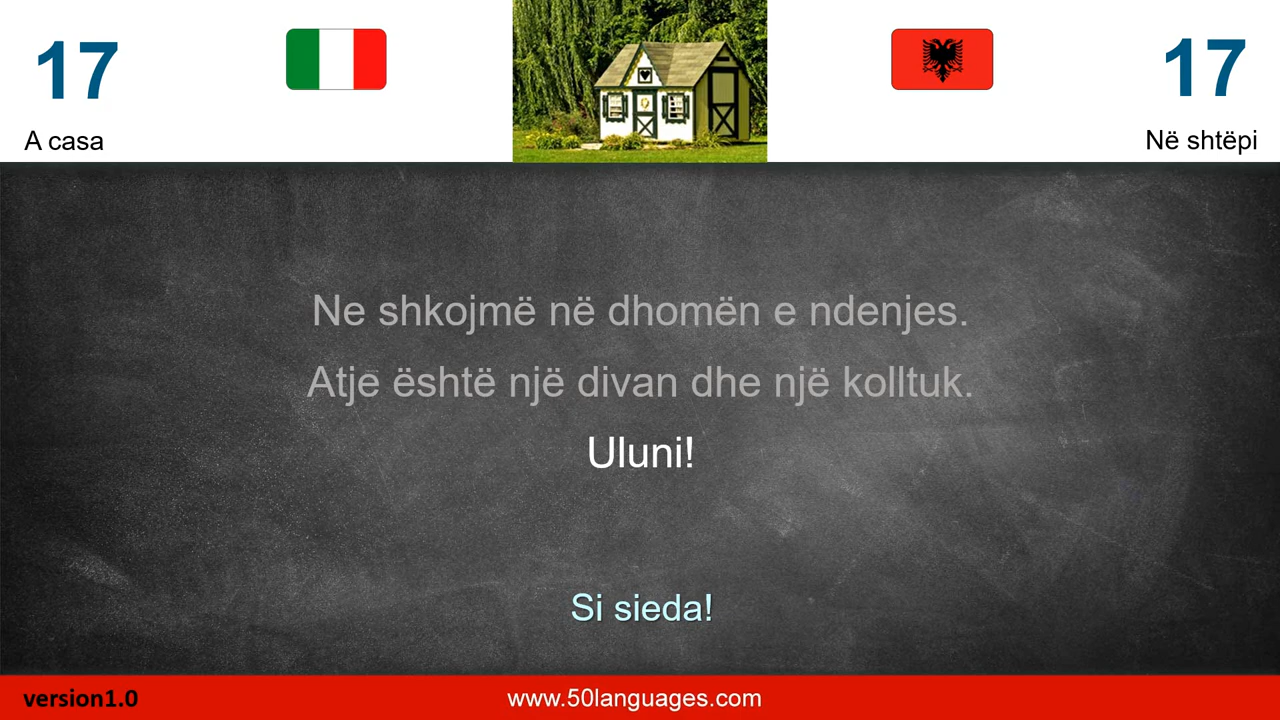 17
17
A casa
Në shtëpi
Ne shkojmë në dhomën e ndenjes.
Atje është një divan dhe një kolltuk.
Uluni!
Si sieda!
version1.0
www.50languages.com